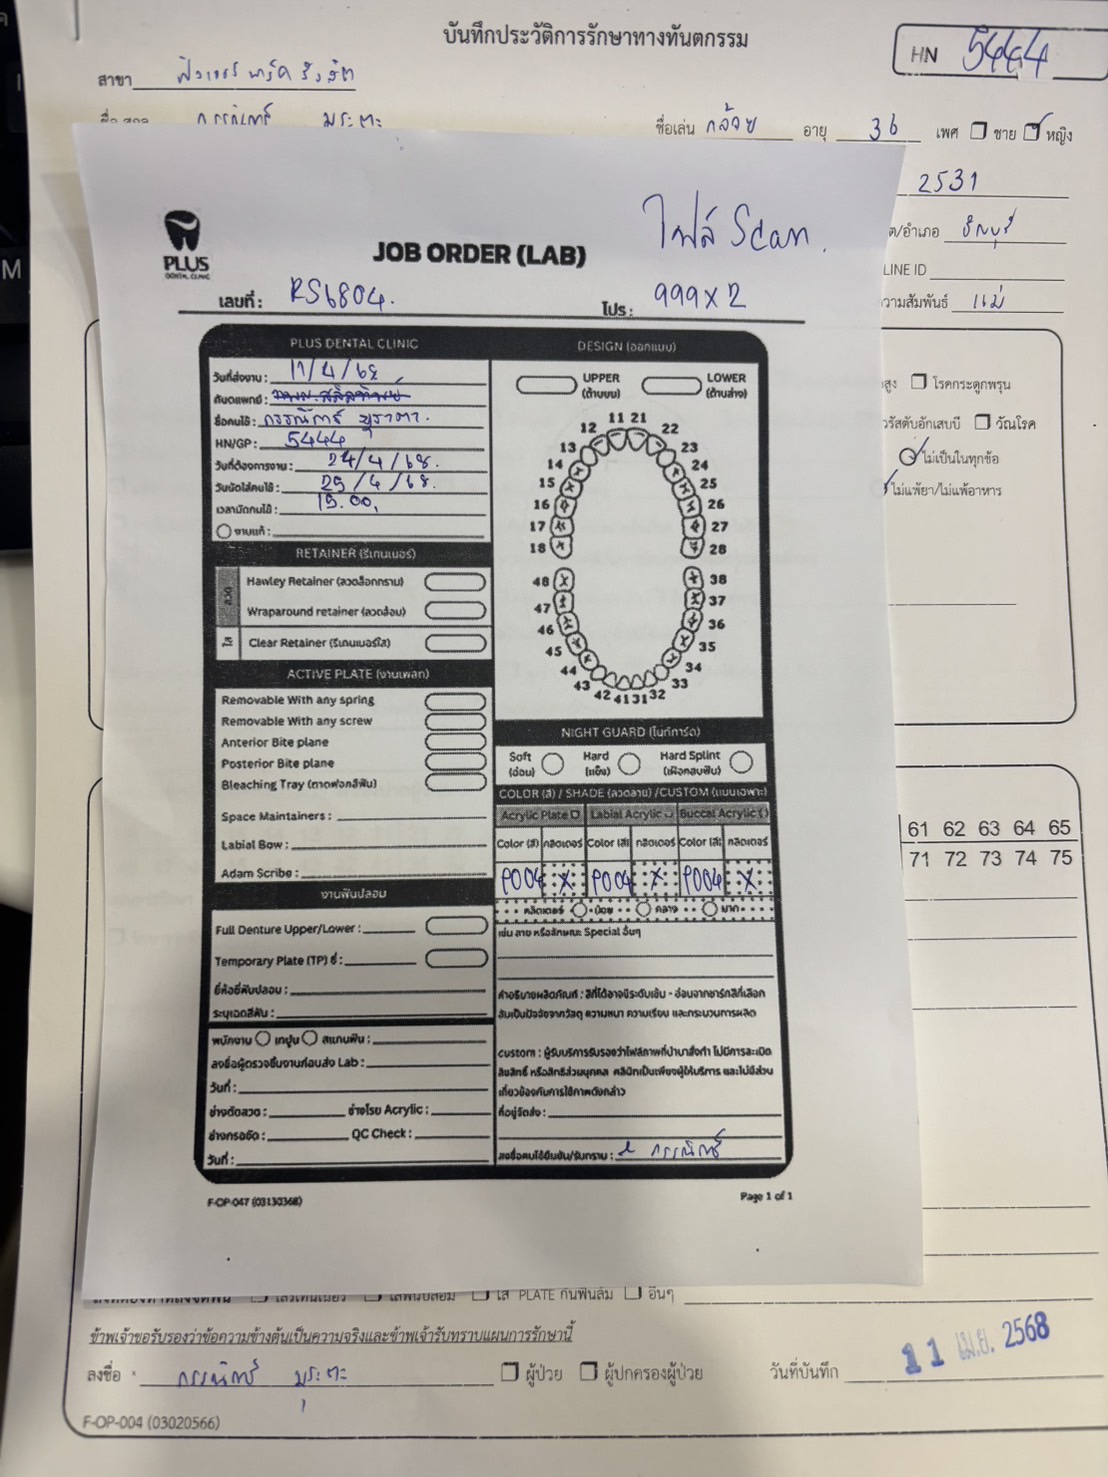 บันทึกประวัติการรักษาทางทันตกรรม
HN 5444
สาขา
ชื่อเล่น กล้วย อายุ 36 เพศ ชาย หญิง
2531
/อำเภอ ธัญบุรี
LINE ID
ความสัมพันธ์ แม่
สูง โรคกระดูกพรุน
วรัสตับอักเสบบี วัณโรค
ไม่เป็นในทุกข้อ
ไม่แพ้ยา/ไม่แพ้อาหาร
61 62 63 64 65
71 72 73 74 75
PLUS
DENTAL CLINIC
ไฟล์ Scan.
JOB ORDER (LAB)
เลขที่ : RS6804.
โปร : 999x2
PLUS DENTAL CLINIC
วันที่ส่งงาน : 11/4/68
ทันตแพทย์ :
ชื่อคนไข้ : กรรณิการ์
HN/GP : 5444
วันที่ต้องการงาน : 24/4/68.
วันนัดใส่คนไข้ : 25/4/68.
เวลานัดคนไข้ : 15.00,
งานแก้ :
RETAINER (รีเทนเนอร์)
ลวด
Hawley Retainer (ลวดล็อกกราม)
Wraparound retainer (ลวดอ้อม)
ใส
Clear Retainer (รีเทนเนอร์ใส)
ACTIVE PLATE (งานเพลท)
Removable With any spring
Removable With any screw
Anterior Bite plane
Posterior Bite plane
Bleaching Tray (ถาดฟอกสีฟัน)
Space Maintainers :
Labial Bow :
Adam Scribe :
งานฟันปลอม
Full Denture Upper/Lower :
Temporary Plate (TP) ซี่ :
ยี่ห้อซี่ฟันปลอม :
ระบุเฉดสีฟัน :
พนักงาน เทปูน สแกนฟัน :
ลงชื่อผู้ตรวจชิ้นงานก่อนส่ง Lab :
วันที่ :
ช่างดัดลวด : ช่างโรย Acrylic :
ช่างกรอขัด : QC Check :
วันที่ :
DESIGN (ออกแบบ)
UPPER (ด้านบน) LOWER (ด้านล่าง)
11 21
12 22
13 23
14 24
15 25
16 26
17 27
18 28
48 38
47 37
46 36
45 35
44 34
43 33
42 41 31 32
NIGHT GUARD (ไนท์การ์ด)
Soft (อ่อน) Hard (แข็ง) Hard Splint (เฝือกสบฟัน)
COLOR (สี) / SHADE (ลวดลาย) /CUSTOM (แบบเฉพาะ)
Acrylic Plate Labial Acrylic Buccal Acrylic
Color (สี) กลิตเตอร์ Color (สี) กลิตเตอร์ Color (สี) กลิตเตอร์
P004 X P004 X P004 X
กลิตเตอร์ น้อย กลาง มาก
เช่น ลาย หรือลักษณะ Special อื่นๆ
คำอธิบายผลิตภัณฑ์ : สีที่ได้อาจมีระดับเข้ม - อ่อนจากชาร์ทสีที่เลือก
อันเป็นปัจจัยจากวัสดุ ความหนา ความเรียบ และกระบวนการผลิต
custom : ผู้รับบริการรับรองว่าไฟล์ภาพที่นำมาสั่งทำ ไม่มีการละเมิด
ลิขสิทธิ์ หรือสิทธิส่วนบุคคล คลินิกเป็นเพียงผู้ให้บริการ และไม่มีส่วน
เกี่ยวข้องกับการใช้ภาพดังกล่าว
ที่อยู่จัดส่ง :
ลงชื่อคนไข้ยืนยัน/รับทราบ : กรรณิการ์
F-OP-047 (03130368)
Page 1 of 1
ใส่ PLATE กันฟันล้ม อื่นๆ
ข้าพเจ้าขอรับรองว่าข้อความข้างต้นเป็นความจริงและข้าพเจ้ารับทราบแผนการรักษานี้
ลงชื่อ กรรณิการ์ ผู้ป่วย ผู้ปกครองผู้ป่วย วันที่บันทึก 11 เม.ย. 2568
F-OP-004 (03020566)